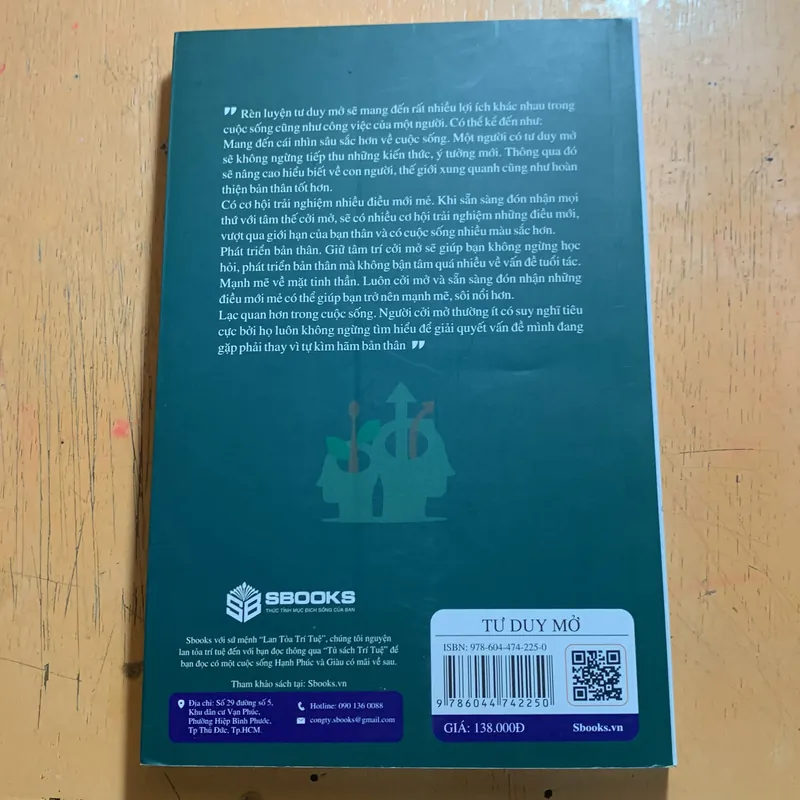 " Rèn luyện tư duy mở sẽ mang đến rất nhiều lợi ích khác nhau trong
cuộc sống cũng như công việc của một người. Có thể kể đến như:
Mang đến cái nhìn sâu sắc hơn về cuộc sống. Một người có tư duy mở
sẽ không ngừng tiếp thu những kiến thức, ý tưởng mới. Thông qua đó
sẽ nâng cao hiểu biết về con người, thế giới xung quanh cũng như hoàn
thiện bản thân tốt hơn.
Có cơ hội trải nghiệm nhiều điều mới mẻ. Khi sẵn sàng đón nhận mọi
thứ với tâm thế cởi mở, sẽ có nhiều cơ hội trải nghiệm những điều mới,
vượt qua giới hạn của bạn thân và có cuộc sống nhiều màu sắc hơn.
Phát triển bản thân. Giữ tâm trí cởi mở sẽ giúp bạn không ngừng học
hỏi, phát triển bản thân mà không bận tâm quá nhiều về vấn đề tuổi tác.
Mạnh mẽ về mặt tinh thần. Luôn cởi mở và sẵn sàng đón nhận những
điều mới mẻ có thể giúp bạn trở nên mạnh mẽ, sôi nổi hơn.
Lạc quan hơn trong cuộc sống. Người cởi mở thường ít có suy nghĩ tiêu
cực bởi họ luôn không ngừng tìm hiểu để giải quyết vấn đề mình đang
gặp phải thay vì tự kìm hãm bản thân "
SBOOKS
THỨC TỈNH MỤC ĐÍCH SỐNG CỦA BẠN
Sbooks với sứ mệnh "Lan Tỏa Trí Tuệ", chúng tôi nguyện
lan tỏa trí tuệ đến với bạn đọc thông qua "Tủ sách Trí Tuệ" để
bạn đọc có một cuộc sống Hạnh Phúc và Giàu có mãi về sau.
Tham khảo sách tại: Sbooks.vn
Địa chỉ: Số 29 đường số 5,
Khu dân cư Vạn Phúc,
Phường Hiệp Bình Phước,
Tp Thủ Đức, Tp.HCM.
Hotline: 090 136 0088
congty.sbooks@gmail.com
TƯ DUY MỞ
ISBN: 978-604-474-225-0
9 786044 742250
GIÁ: 138.000Đ
Sbooks.vn